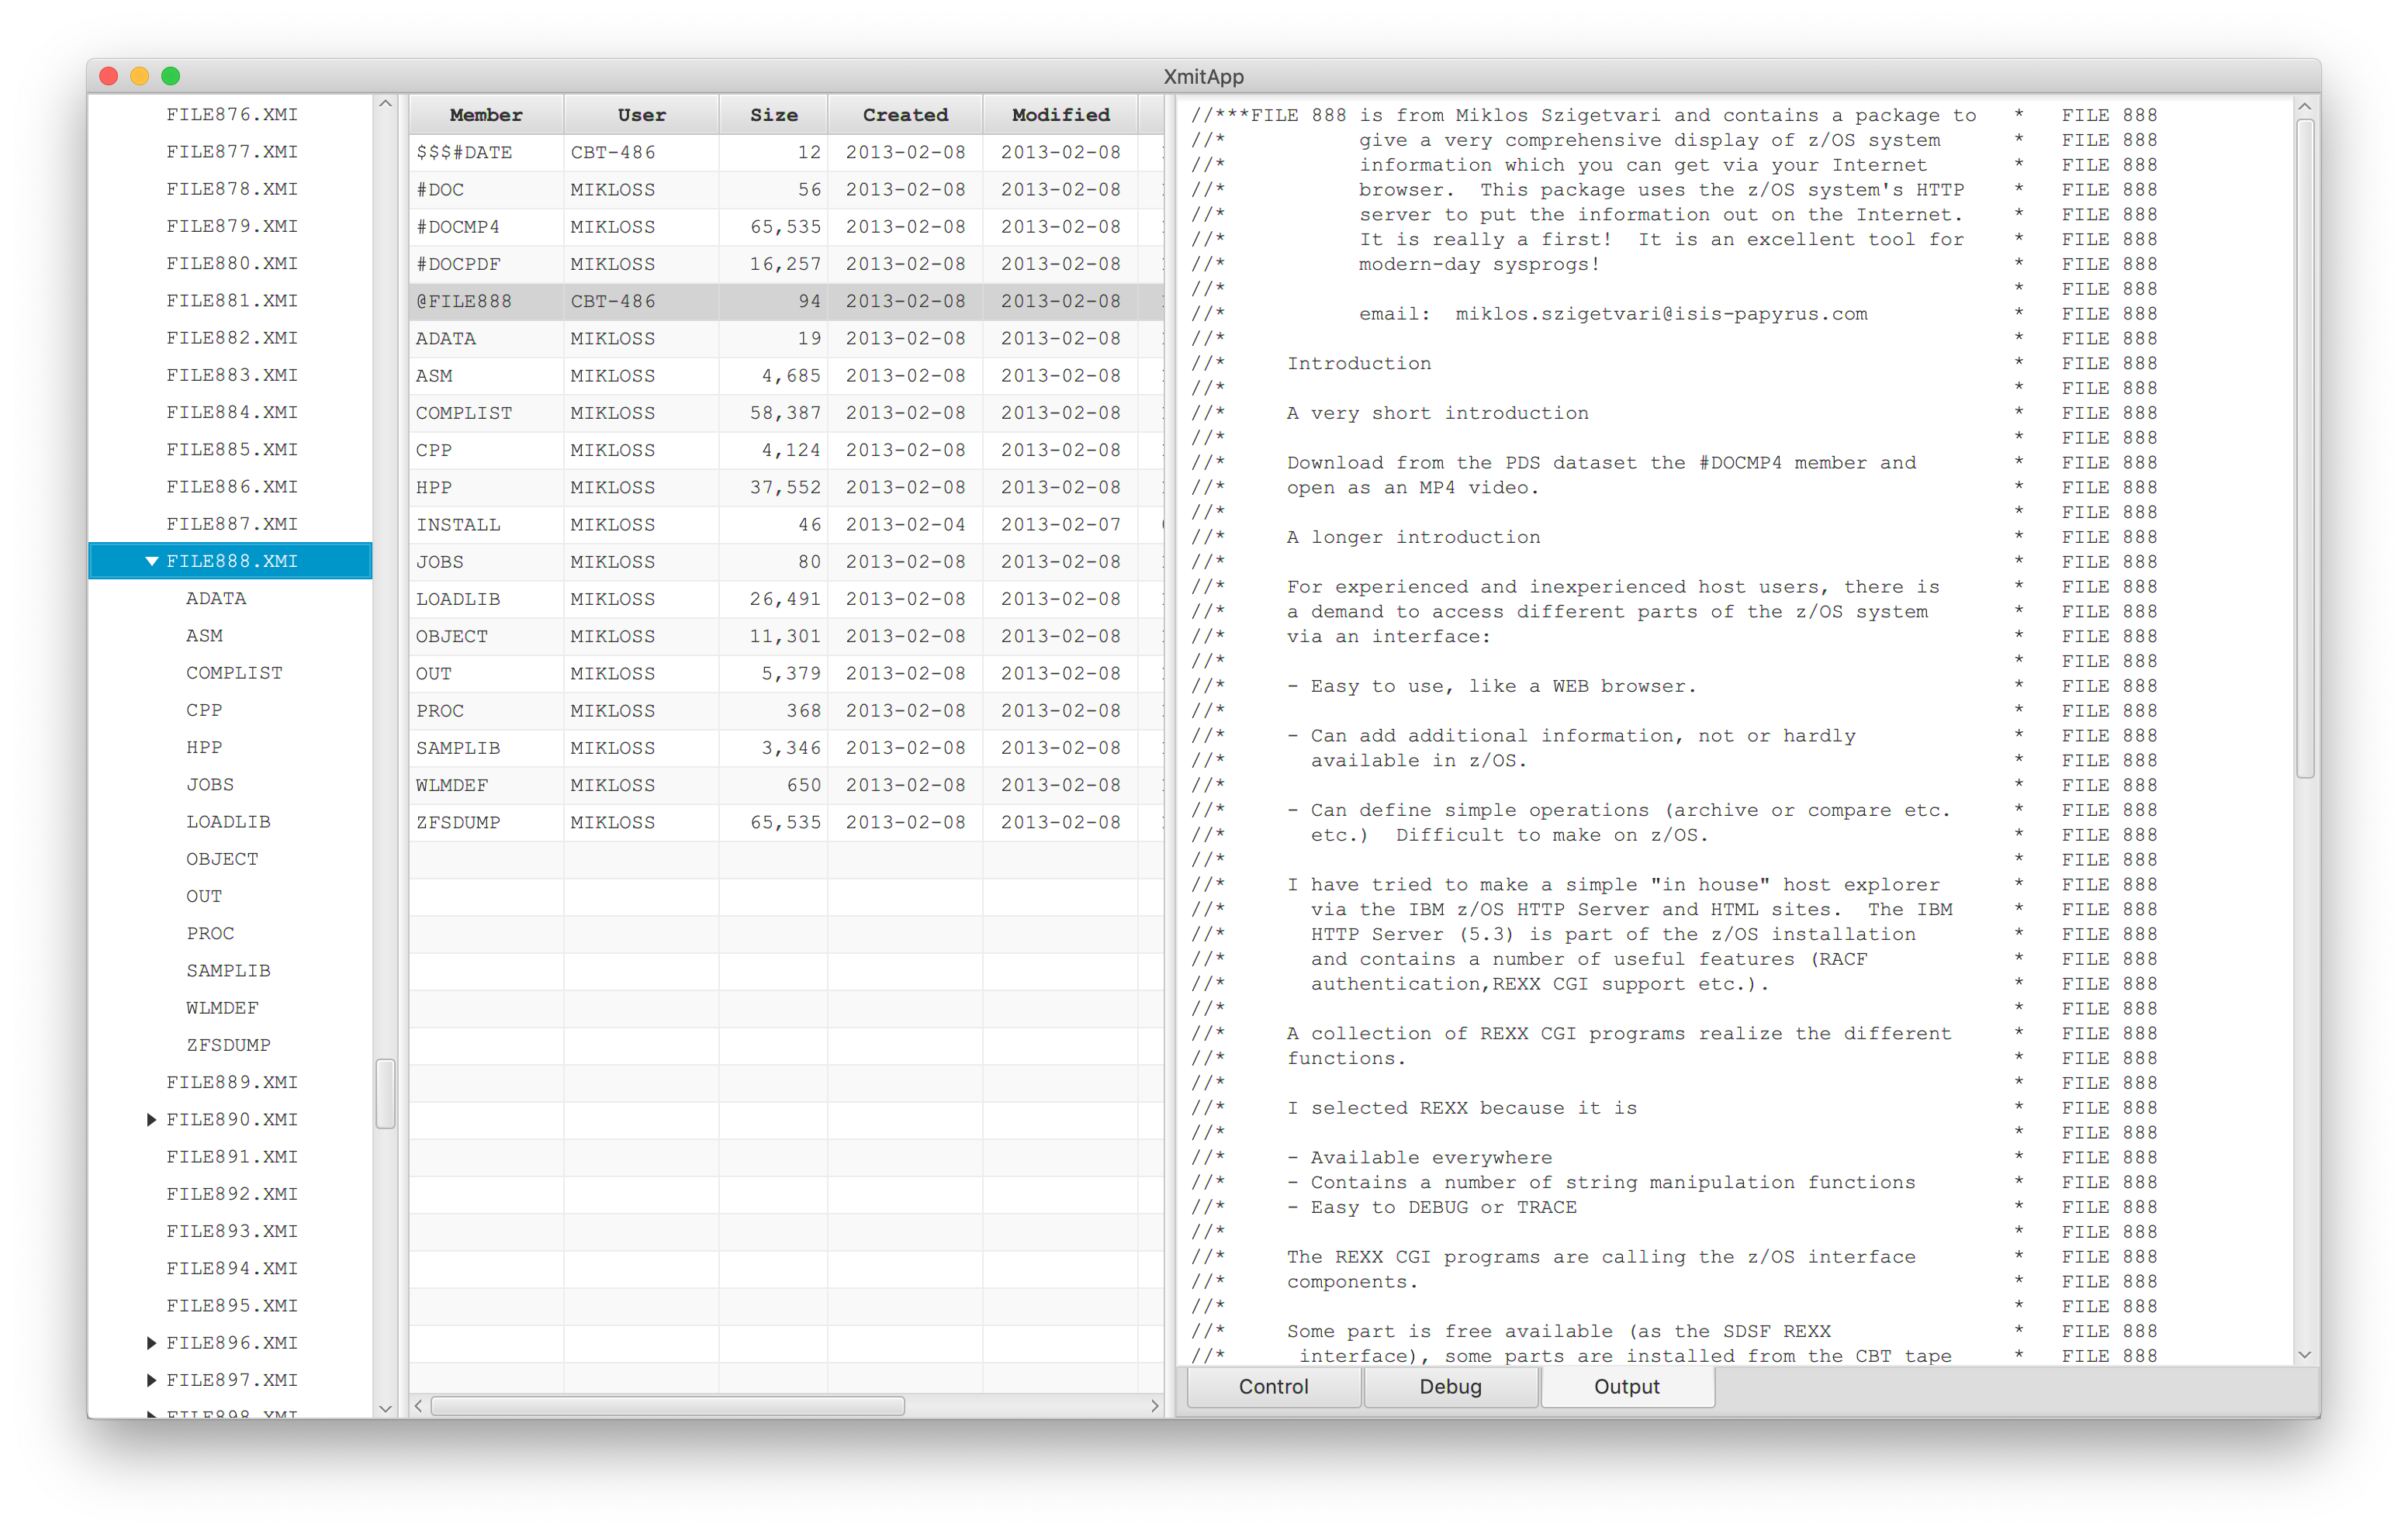 XmitApp
FILE876.XMI
FILE877.XMI
FILE878.XMI
FILE879.XMI
FILE880.XMI
FILE881.XMI
FILE882.XMI
FILE883.XMI
FILE884.XMI
FILE885.XMI
FILE886.XMI
FILE887.XMI
FILE888.XMI
ADATA
ASM
COMPLIST
CPP
HPP
JOBS
LOADLIB
OBJECT
OUT
PROC
SAMPLIB
WLMDEF
ZFSDUMP
FILE889.XMI
FILE890.XMI
FILE891.XMI
FILE892.XMI
FILE893.XMI
FILE894.XMI
FILE895.XMI
FILE896.XMI
FILE897.XMI
FILE898.XMI
Member User Size Created Modified
$$$#DATE CBT-486 12 2013-02-08 2013-02-08
#DOC MIKLOSS 56 2013-02-08 2013-02-08
#DOCMP4 MIKLOSS 65,535 2013-02-08 2013-02-08
#DOCPDF MIKLOSS 16,257 2013-02-08 2013-02-08
@FILE888 CBT-486 94 2013-02-08 2013-02-08
ADATA MIKLOSS 19 2013-02-08 2013-02-08
ASM MIKLOSS 4,685 2013-02-08 2013-02-08
COMPLIST MIKLOSS 58,387 2013-02-08 2013-02-08
CPP MIKLOSS 4,124 2013-02-08 2013-02-08
HPP MIKLOSS 37,552 2013-02-08 2013-02-08
INSTALL MIKLOSS 46 2013-02-04 2013-02-07
JOBS MIKLOSS 80 2013-02-08 2013-02-08
LOADLIB MIKLOSS 26,491 2013-02-08 2013-02-08
OBJECT MIKLOSS 11,301 2013-02-08 2013-02-08
OUT MIKLOSS 5,379 2013-02-08 2013-02-08
PROC MIKLOSS 368 2013-02-08 2013-02-08
SAMPLIB MIKLOSS 3,346 2013-02-08 2013-02-08
WLMDEF MIKLOSS 650 2013-02-08 2013-02-08
ZFSDUMP MIKLOSS 65,535 2013-02-08 2013-02-08
//***FILE 888 is from Miklos Szigetvari and contains a package to * FILE 888
//* give a very comprehensive display of z/OS system * FILE 888
//* information which you can get via your Internet * FILE 888
//* browser. This package uses the z/OS system's HTTP * FILE 888
//* server to put the information out on the Internet. * FILE 888
//* It is really a first! It is an excellent tool for * FILE 888
//* modern-day sysprogs! * FILE 888
//* * FILE 888
//* email: miklos.szigetvari@isis-papyrus.com * FILE 888
//* * FILE 888
//* Introduction * FILE 888
//* * FILE 888
//* A very short introduction * FILE 888
//* * FILE 888
//* Download from the PDS dataset the #DOCMP4 member and * FILE 888
//* open as an MP4 video. * FILE 888
//* * FILE 888
//* A longer introduction * FILE 888
//* * FILE 888
//* For experienced and inexperienced host users, there is * FILE 888
//* a demand to access different parts of the z/OS system * FILE 888
//* via an interface: * FILE 888
//* * FILE 888
//* - Easy to use, like a WEB browser. * FILE 888
//* * FILE 888
//* - Can add additional information, not or hardly * FILE 888
//* available in z/OS. * FILE 888
//* * FILE 888
//* - Can define simple operations (archive or compare etc. * FILE 888
//* etc.) Difficult to make on z/OS. * FILE 888
//* * FILE 888
//* I have tried to make a simple "in house" host explorer * FILE 888
//* via the IBM z/OS HTTP Server and HTML sites. The IBM * FILE 888
//* HTTP Server (5.3) is part of the z/OS installation * FILE 888
//* and contains a number of useful features (RACF * FILE 888
//* authentication,REXX CGI support etc.). * FILE 888
//* * FILE 888
//* A collection of REXX CGI programs realize the different * FILE 888
//* functions. * FILE 888
//* * FILE 888
//* I selected REXX because it is * FILE 888
//* * FILE 888
//* - Available everywhere * FILE 888
//* - Contains a number of string manipulation functions * FILE 888
//* - Easy to DEBUG or TRACE * FILE 888
//* * FILE 888
//* The REXX CGI programs are calling the z/OS interface * FILE 888
//* components. * FILE 888
//* * FILE 888
//* Some part is free available (as the SDSF REXX * FILE 888
//* interface), some parts are installed from the CBT tape * FILE 888
Control Debug Output